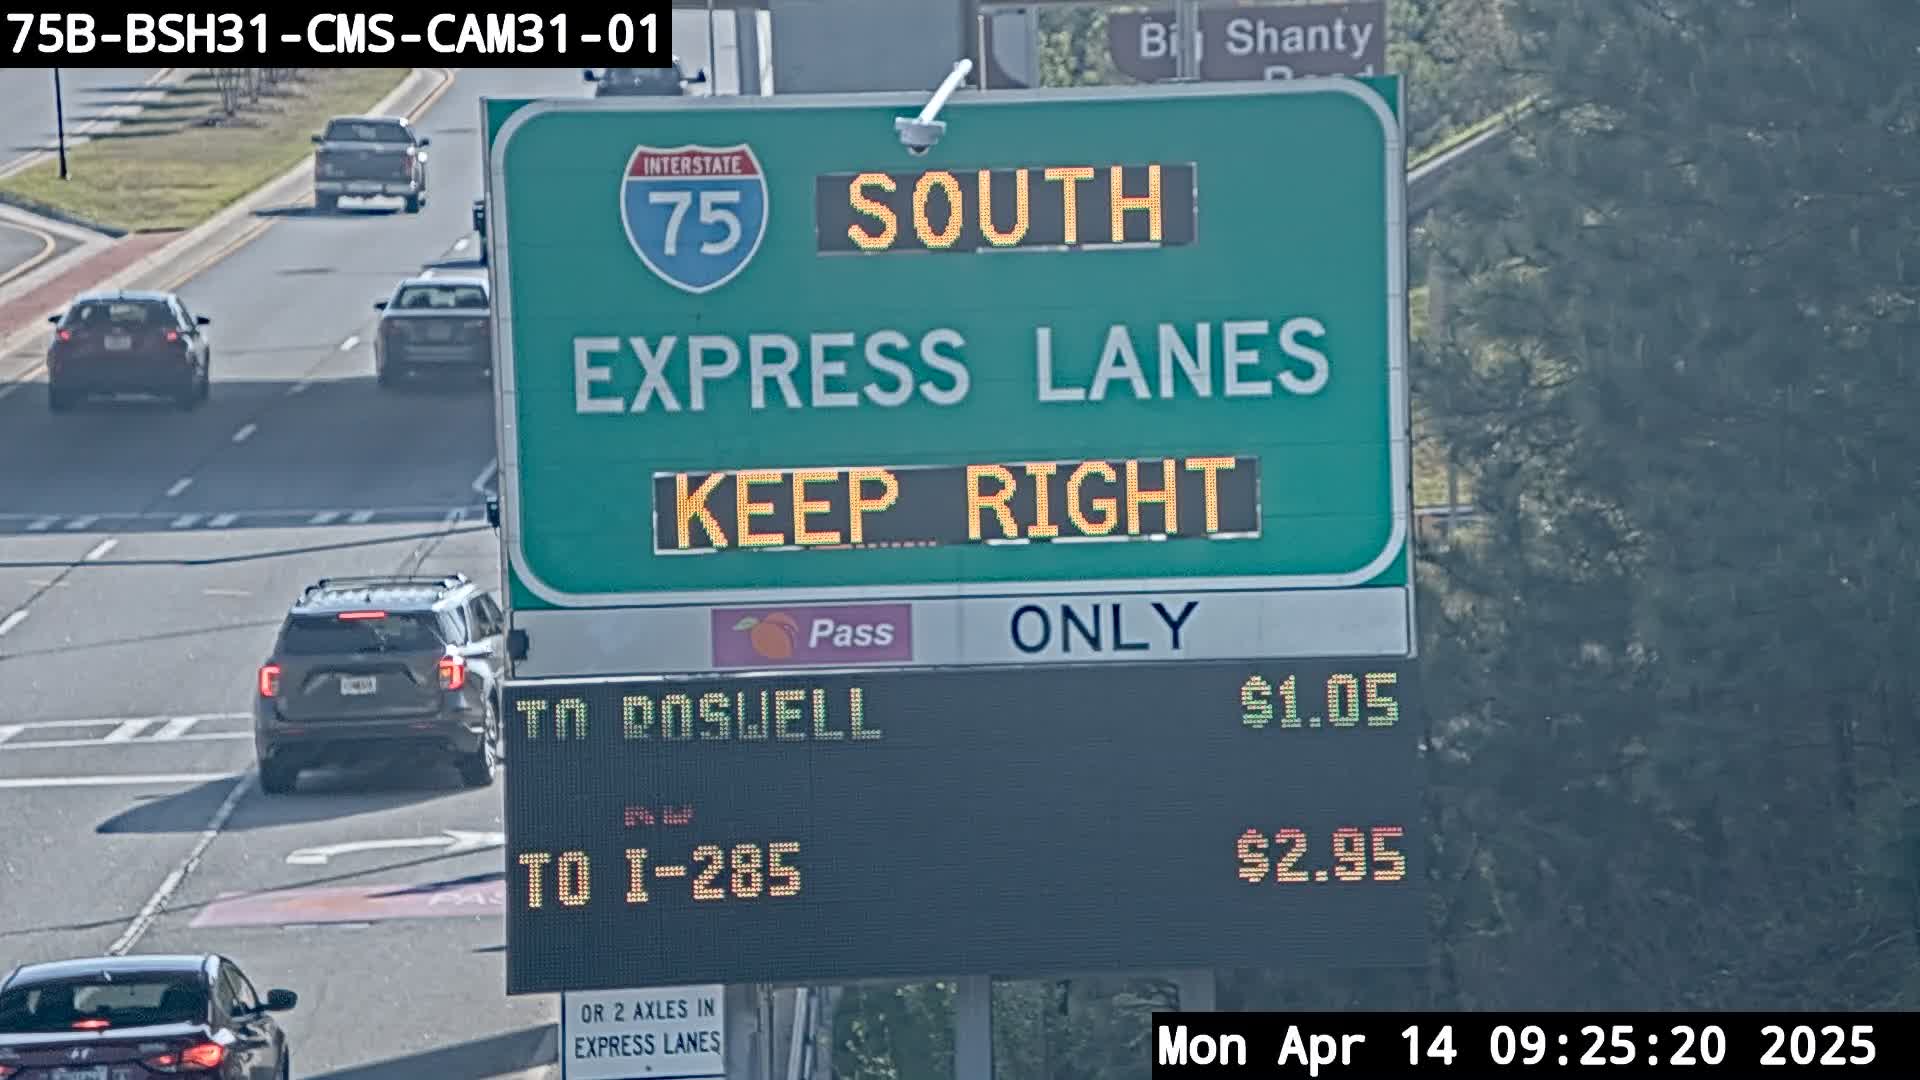 75B-BSH31-CMS-CAM31-01
Big Shanty
Road
INTERSTATE
75
SOUTH
EXPRESS LANES
KEEP RIGHT
Pass
ONLY
TO ROSWELL $1.05
TO I-285 $2.95
OR 2 AXLES IN
EXPRESS LANES
Mon Apr 14 09:25:20 2025